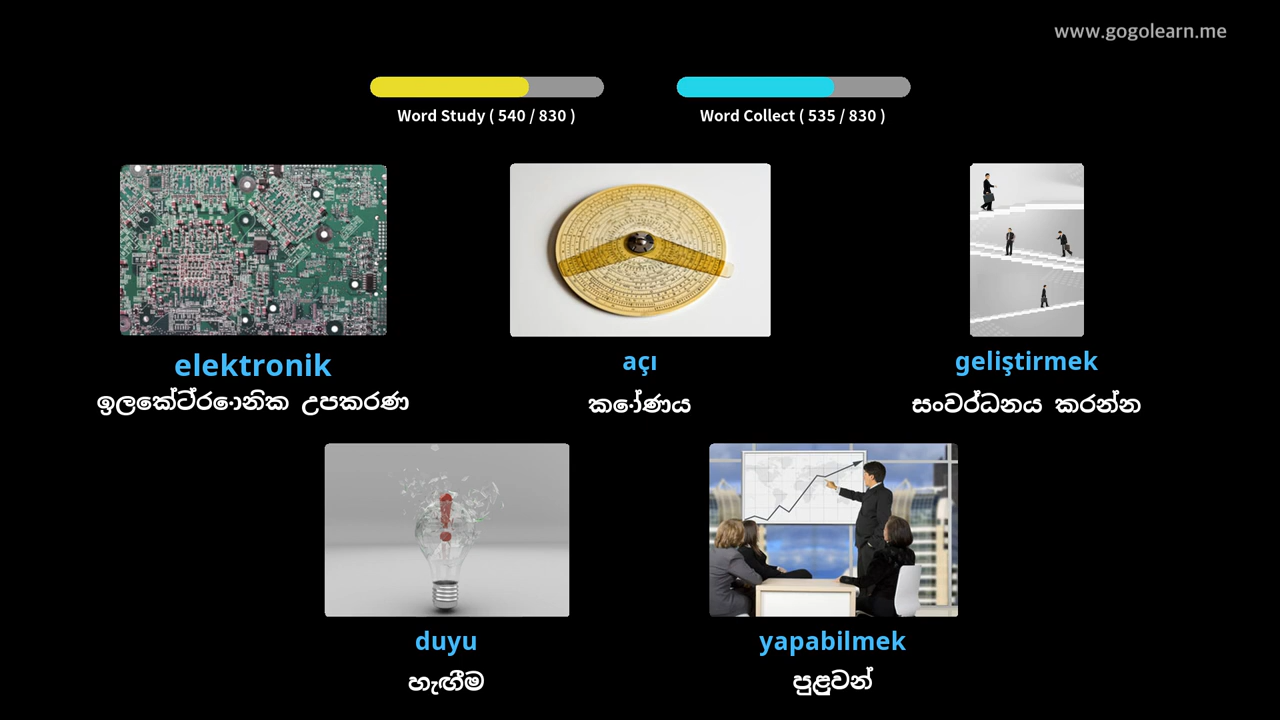 www.gogolearn.me
Word Study ( 540 / 830 )
Word Collect ( 535 / 830 )
elektronik
ඉලෙක්ට්රොනික උපකරණ
açı
කෝණය
geliştirmek
සංවර්ධනය කරන්න
duyu
හැඟීම
yapabilmek
පුළුවන්